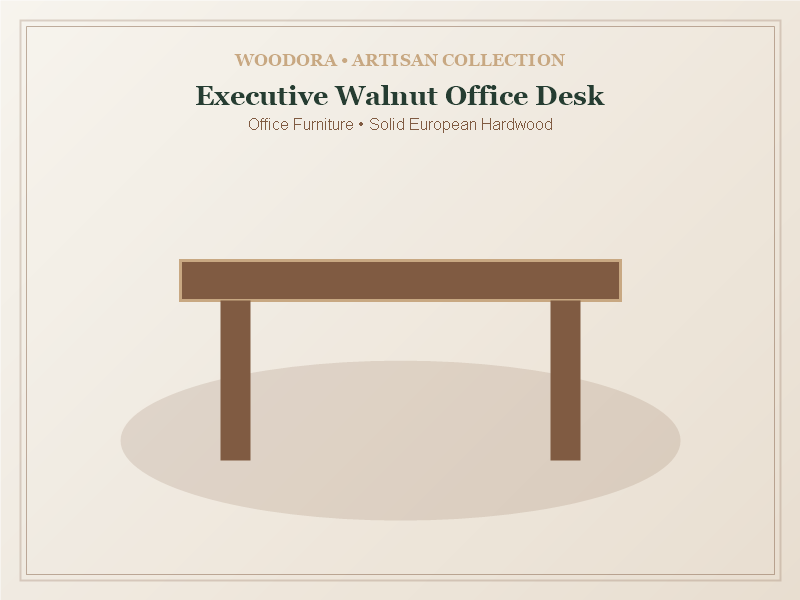 WOODORA • ARTISAN COLLECTION
Executive Walnut Office Desk
Office Furniture • Solid European Hardwood